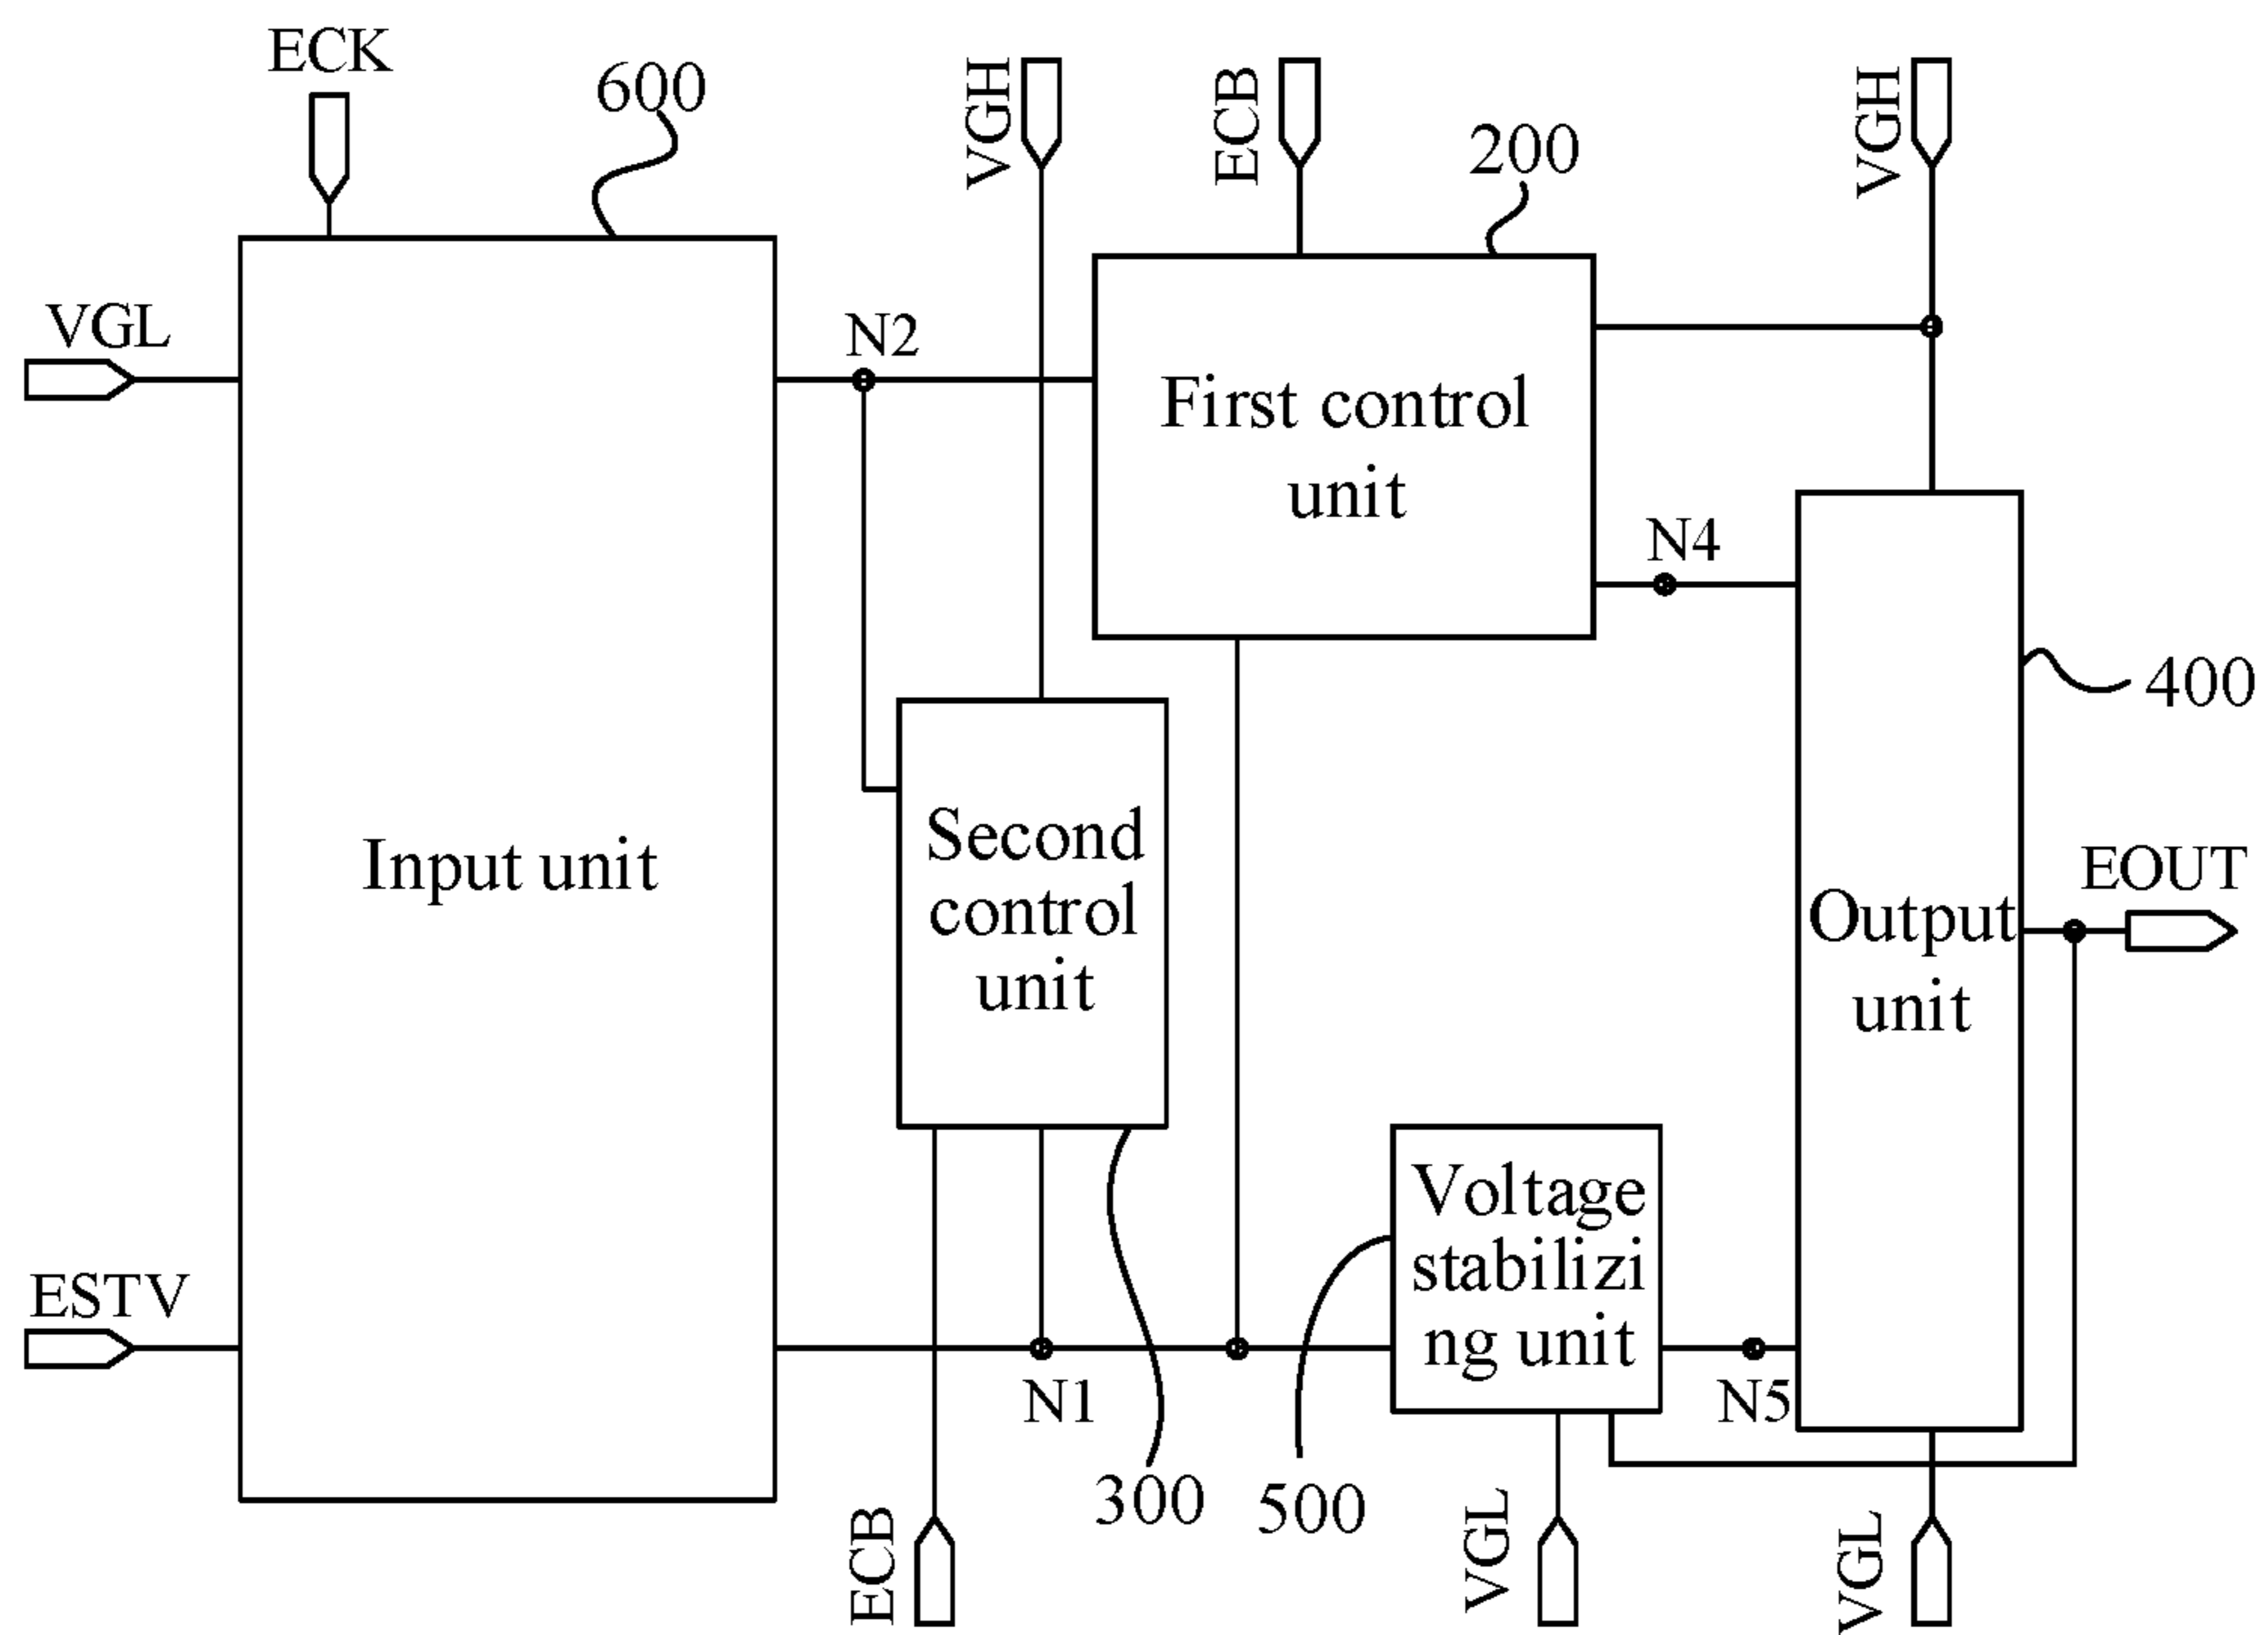 ECK
600
VGH
ECB
200
VGH
VGL
N2
First control
unit
N4
400
Input unit
Second
control
unit
EOUT
Output
unit
Voltage
stabilizi
ng unit
ESTV
N1
N5
300
500
ECB
VGL
VGL